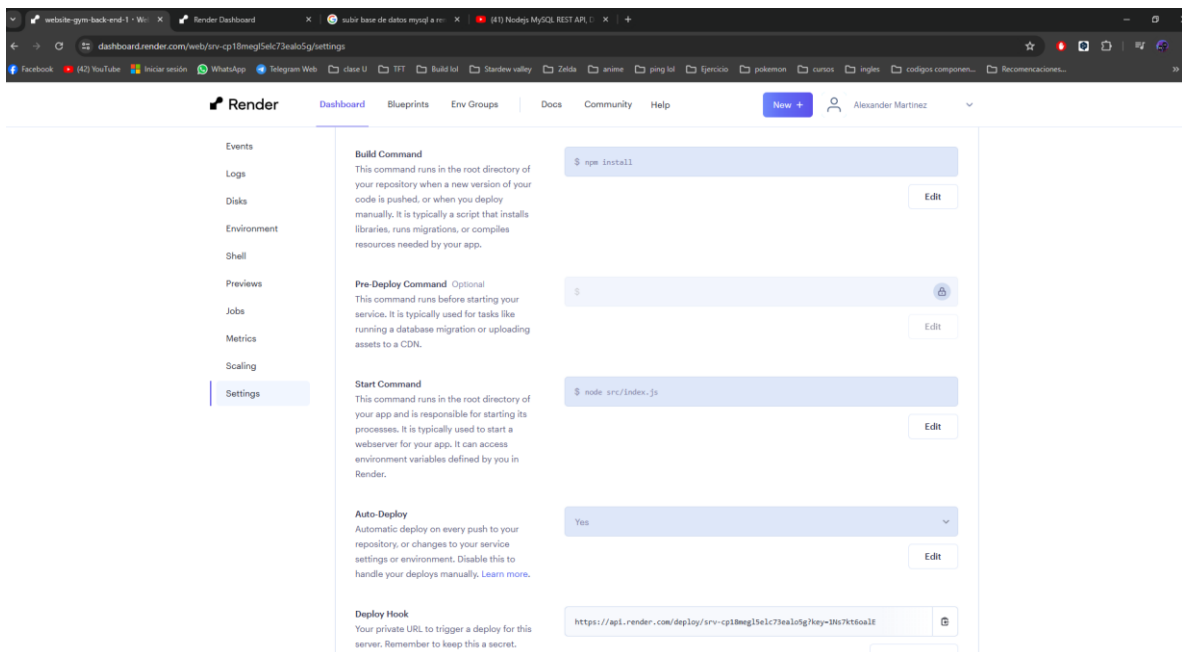 website-gym-back-end-1 · We
Render Dashboard
subir base de datos mysql a re
(41) Nodejs MySQL REST API,
dashboard.render.com/web/srv-cp18megl5elc73ealo5g/settings
Facebook
(42) YouTube
Iniciar sesión
WhatsApp
Telegram Web
clase U
TFT
Build lol
Stardew valley
Zelda
anime
ping lol
Ejercicio
pokemon
cursos
ingles
codigos componen...
Recomencaciones...
Render
Dashboard
Blueprints
Env Groups
Docs
Community
Help
New +
Alexander Martinez
Events
Logs
Disks
Environment
Shell
Previews
Jobs
Metrics
Scaling
Settings
Build Command
This command runs in the root directory of
your repository when a new version of your
code is pushed, or when you deploy
manually. It is typically a script that installs
libraries, runs migrations, or compiles
resources needed by your app.
$ npm install
Edit
Pre-Deploy Command Optional
This command runs before starting your
service. It is typically used for tasks like
running a database migration or uploading
assets to a CDN.
$
Edit
Start Command
This command runs in the root directory of
your app and is responsible for starting its
processes. It is typically used to start a
webserver for your app. It can access
environment variables defined by you in
Render.
$ node src/index.js
Edit
Auto-Deploy
Automatic deploy on every push to your
repository, or changes to your service
settings or environment. Disable this to
handle your deploys manually. Learn more.
Yes
Edit
Deploy Hook
Your private URL to trigger a deploy for this
server. Remember to keep this a secret.
https://api.render.com/deploy/srv-cp18megl5elc73ealo5g?key=1Ns7kt6oalE